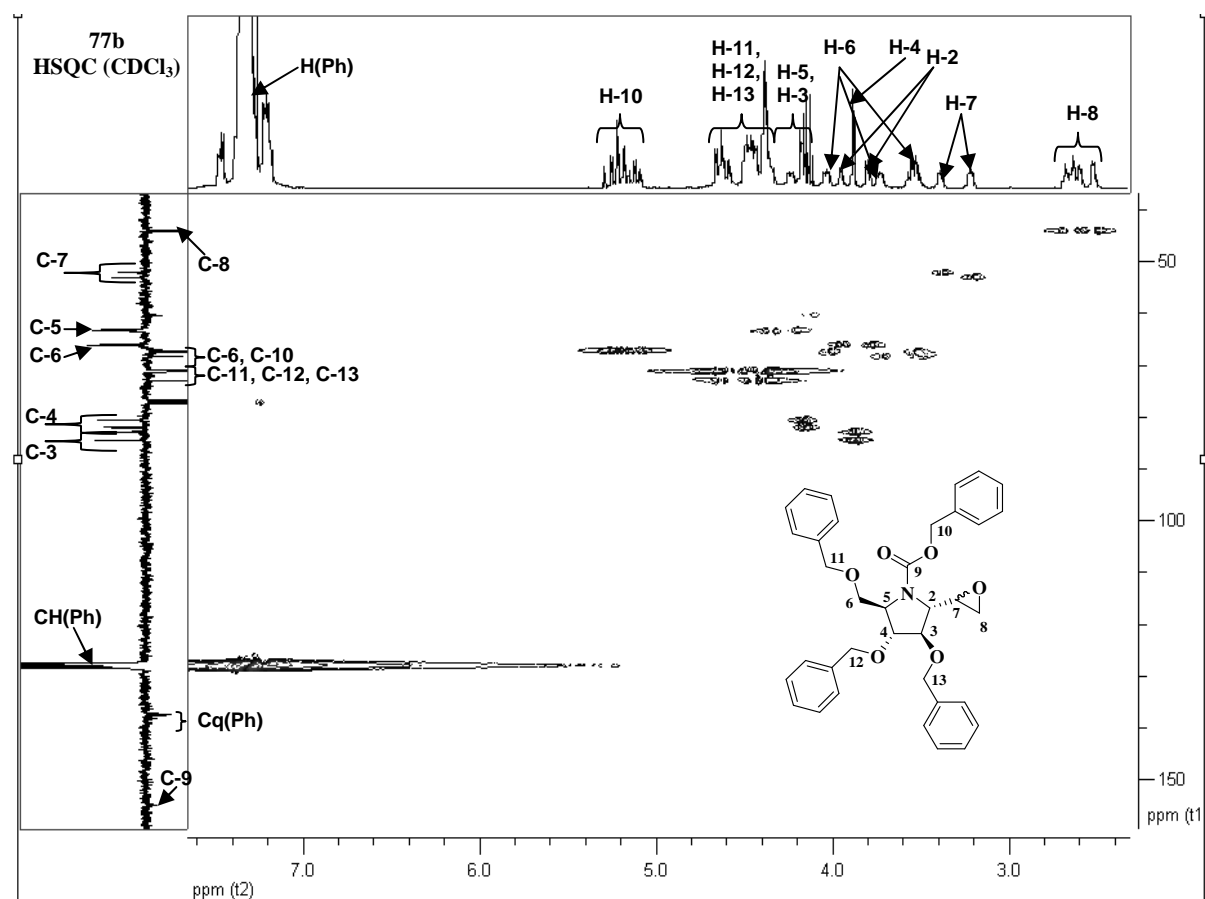 77b
HSQC (CDCl₃)
H(Ph)
H-10
H-11,
H-12,
H-13
H-5,
H-3
H-6
H-4
H-2
H-7
H-8
C-7
C-8
C-5
C-6
C-6, C-10
C-11, C-12, C-13
C-4
C-3
CH(Ph)
Cq(Ph)
C-9
50
100
150
ppm (t1
7.0
6.0
5.0
4.0
3.0
ppm (t2)
10
O
O
9
11
O
N
O
6
5
2
7
8
4
3
O
O
12
13